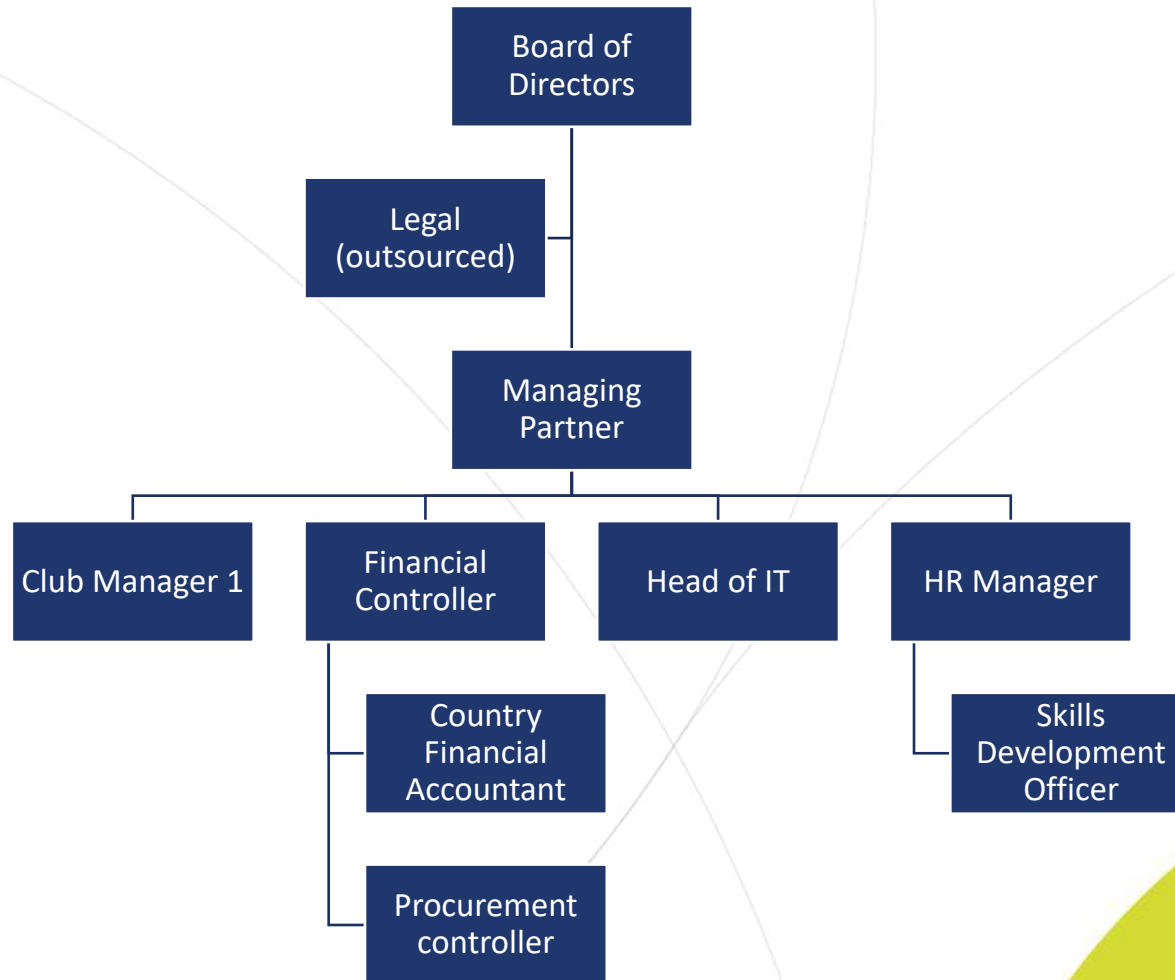 Board of
Directors
Legal
(outsourced)
Managing
Partner
Club Manager 1
Financial
Controller
Head of IT
HR Manager
Country
Financial
Accountant
Skills
Development
Officer
Procurement
controller